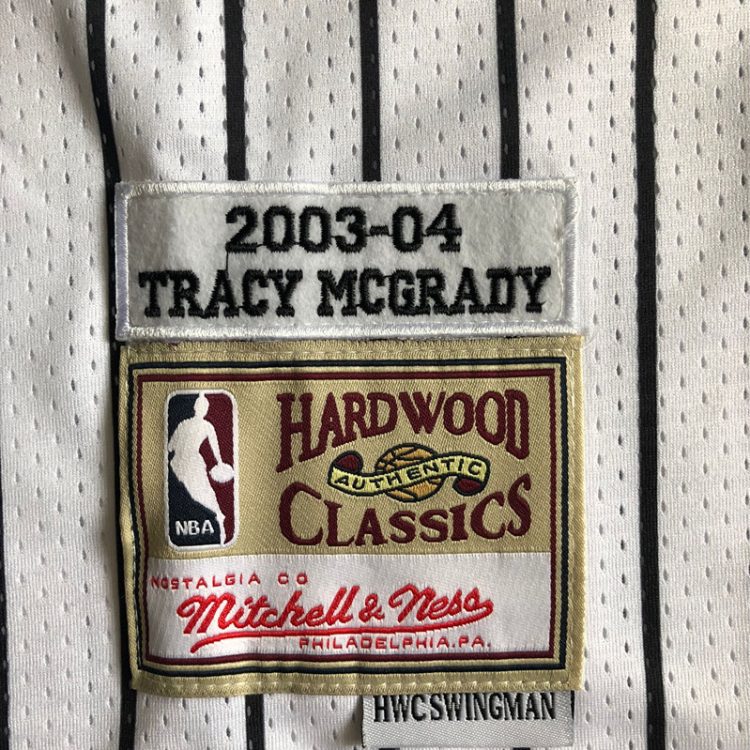 2003-04
TRACY MCGRADY
HARDWOOD
AUTHENTIC
CLASSICS
NBA
NOSTALGIA CO
Mitchell & Ness
PHILADELPHIA.PA.
HWC SWINGMAN